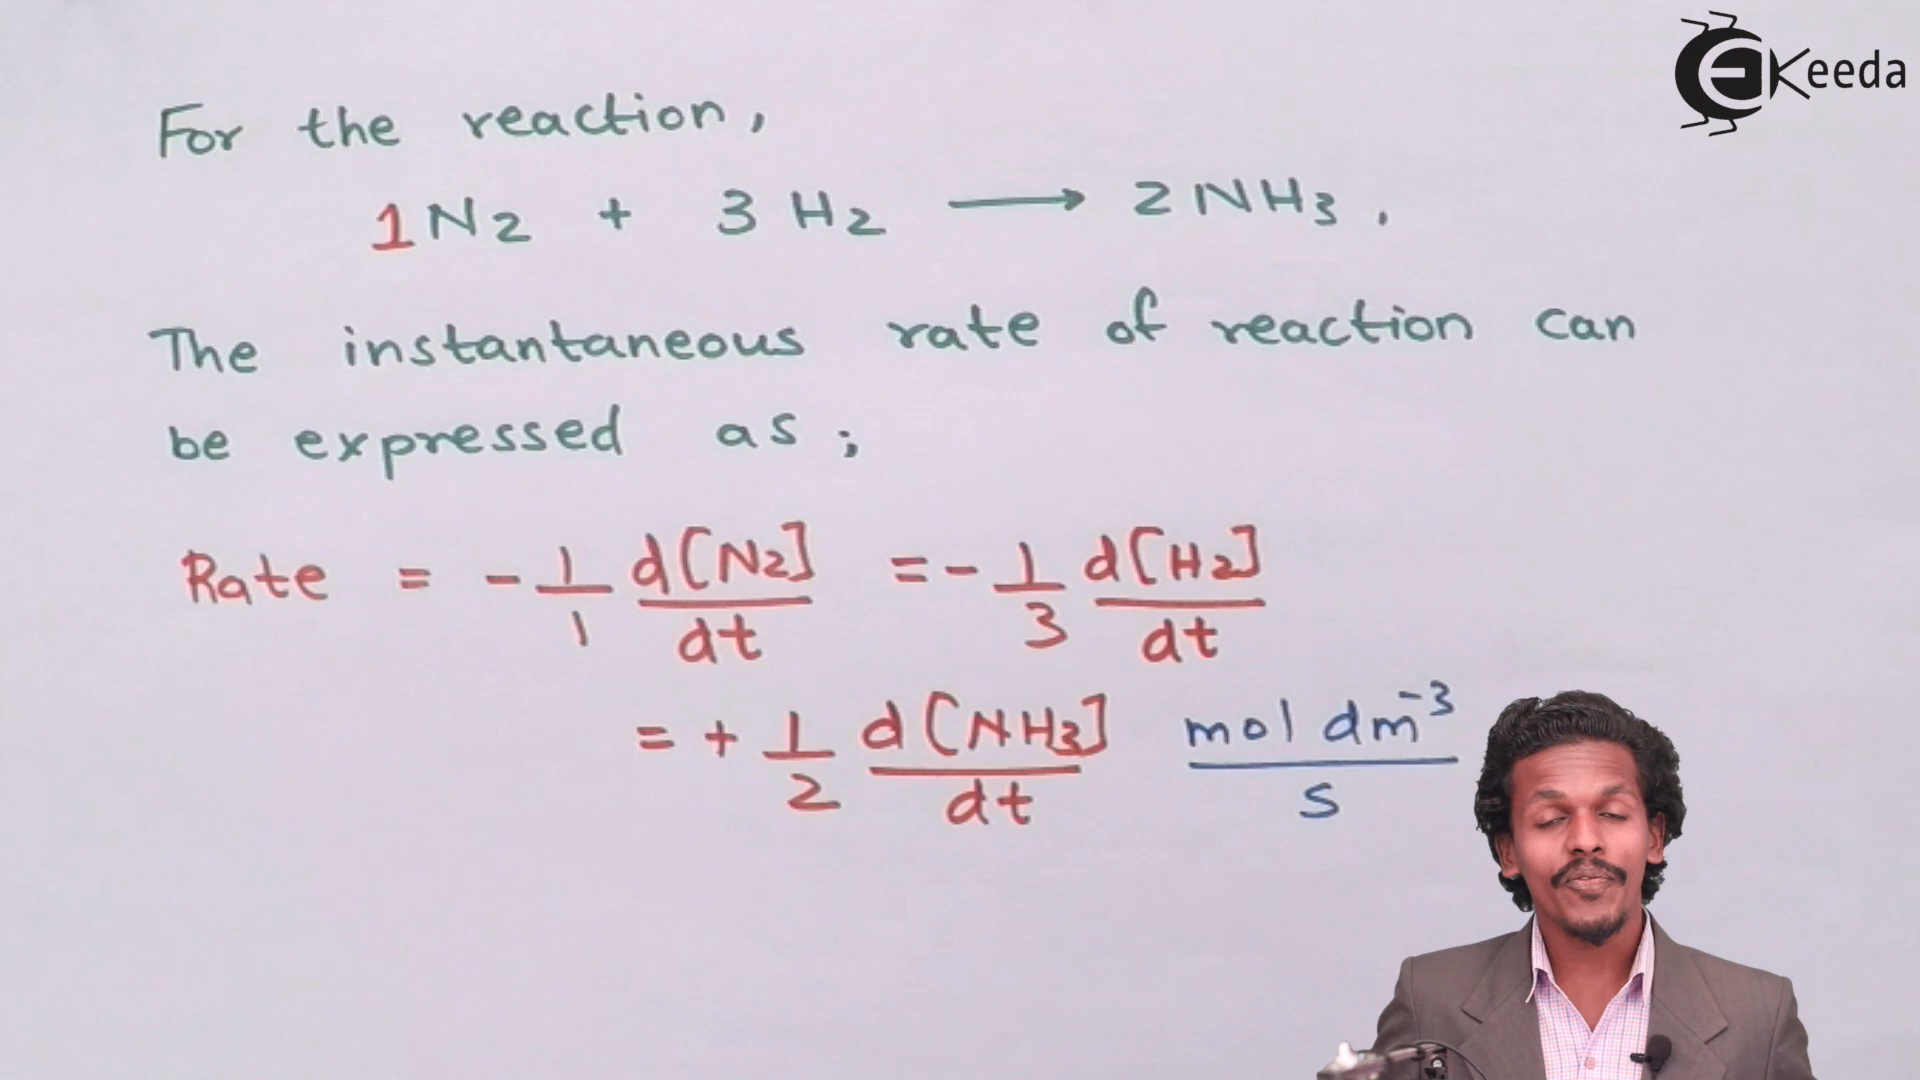 EKeeda
For the reaction,
1N2 + 3H2 ⟶ 2NH3.
The instantaneous rate of reaction can
be expressed as;
Rate = - 1/1 d[N2]/dt = - 1/3 d[H2]/dt
= + 1/2 d[NH3]/dt mol dm⁻³/s